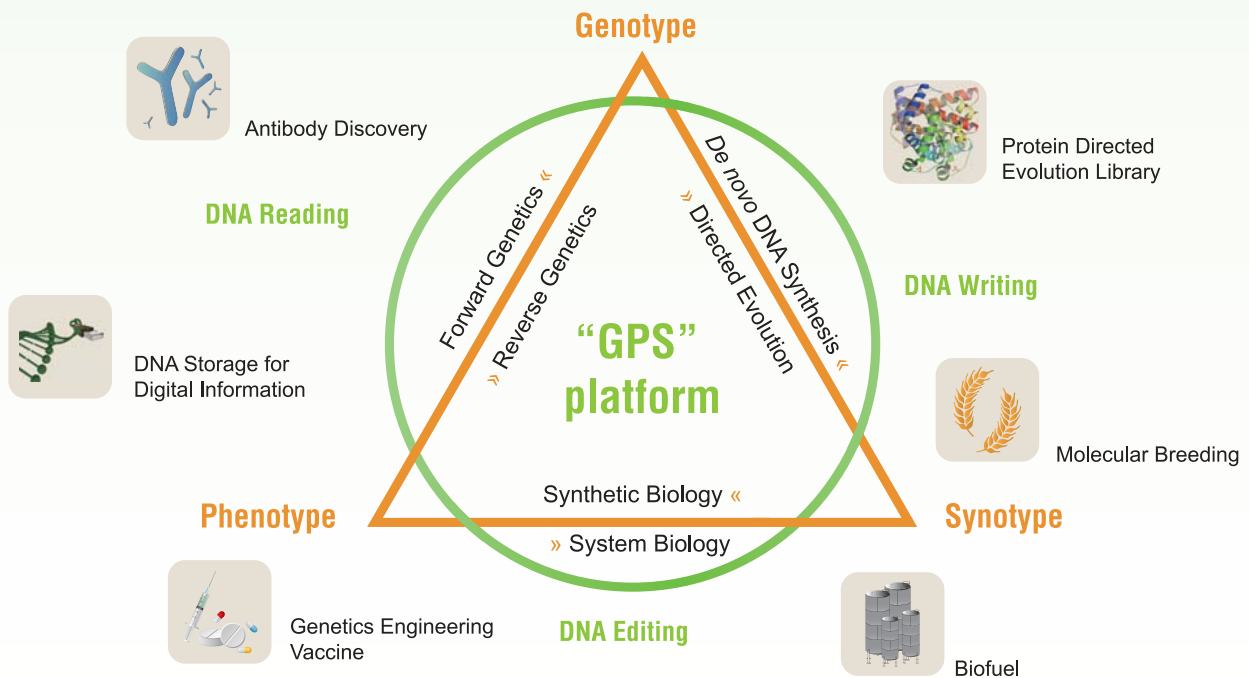 Genotype
Antibody Discovery
Protein Directed
Evolution Library
DNA Reading
Forward Genetics «
» Reverse Genetics
De novo DNA Synthesis «
» Directed Evolution
DNA Writing
“GPS”
platform
DNA Storage for
Digital Information
Molecular Breeding
Synthetic Biology «
Phenotype
Synotype
» System Biology
Genetics Engineering
Vaccine
DNA Editing
Biofuel